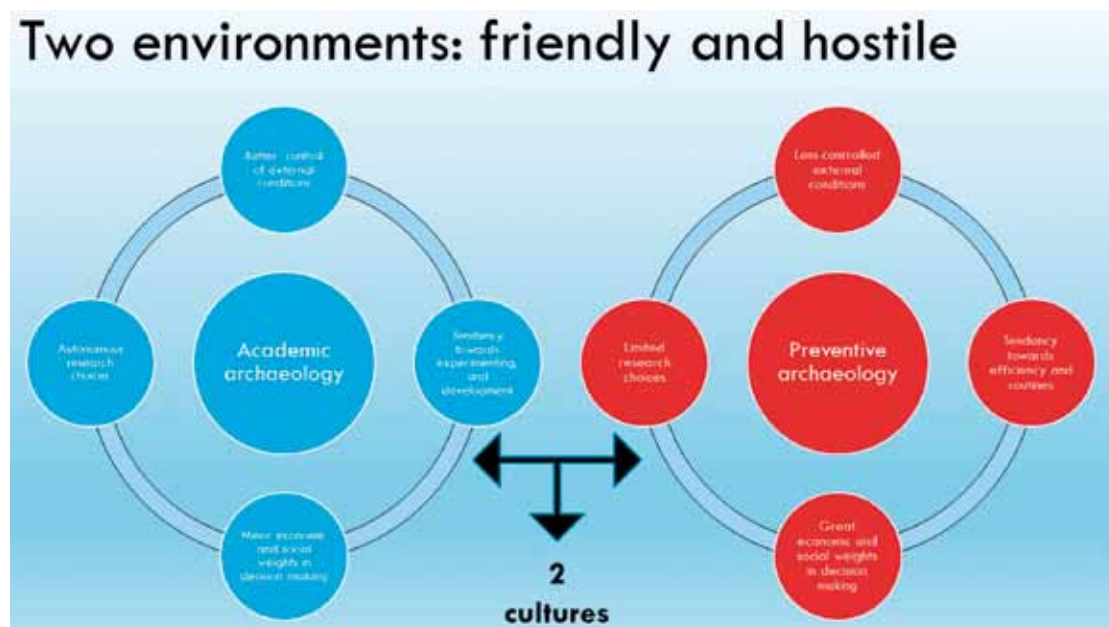 Two environments: friendly and hostile
Better control
of external
conditions
Autonomous
research
choices
Academic
archaeology
Tendency
towards
experimenting
and
development
Minor economic
and social
weights in
decision making
Less controlled
external
conditions
Limited
research
choices
Preventive
archaeology
Tendency
towards
efficiency and
routines
Great
economic and
social weights
in decision
making
2
cultures